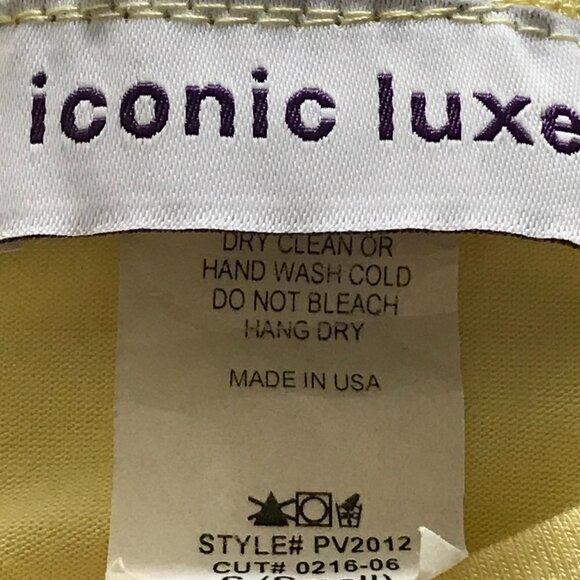 iconic luxe
DRY CLEAN OR
HAND WASH COLD
DO NOT BLEACH
HANG DRY
MADE IN USA
STYLE# PV2012
CUT# 0216-06